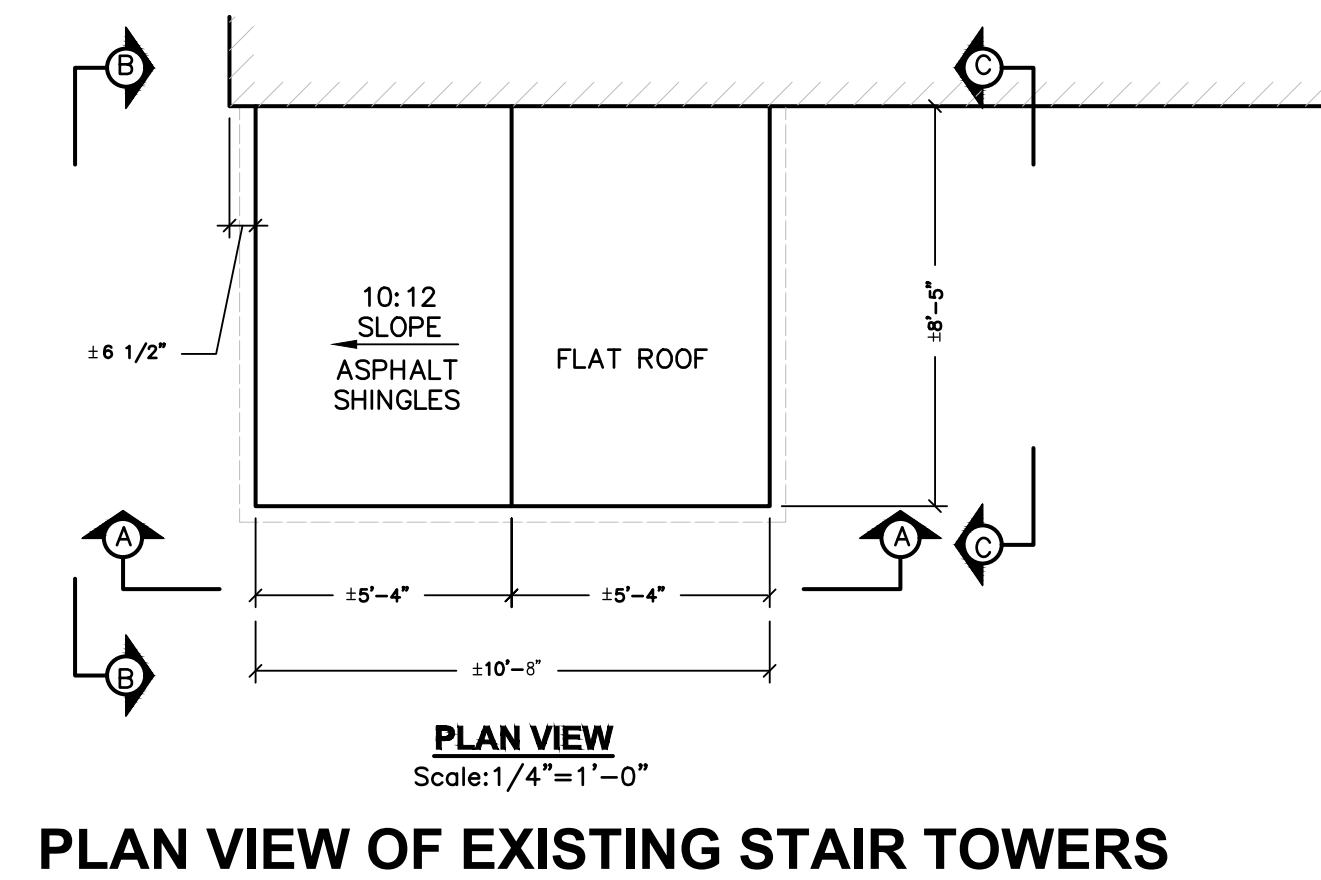 B
C
±6 1/2"
10:12
SLOPE
ASPHALT
SHINGLES
FLAT ROOF
±8'-5"
A
A
C
±5'-4"
±5'-4"
B
±10'-8"
PLAN VIEW
Scale:1/4"=1'-0"
PLAN VIEW OF EXISTING STAIR TOWERS